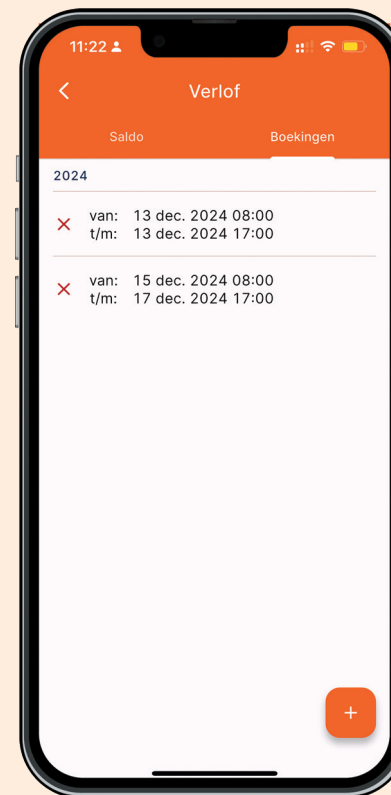 11:22
Verlof
Saldo Boekingen
2024
van: 13 dec. 2024 08:00
t/m: 13 dec. 2024 17:00
van: 15 dec. 2024 08:00
t/m: 17 dec. 2024 17:00